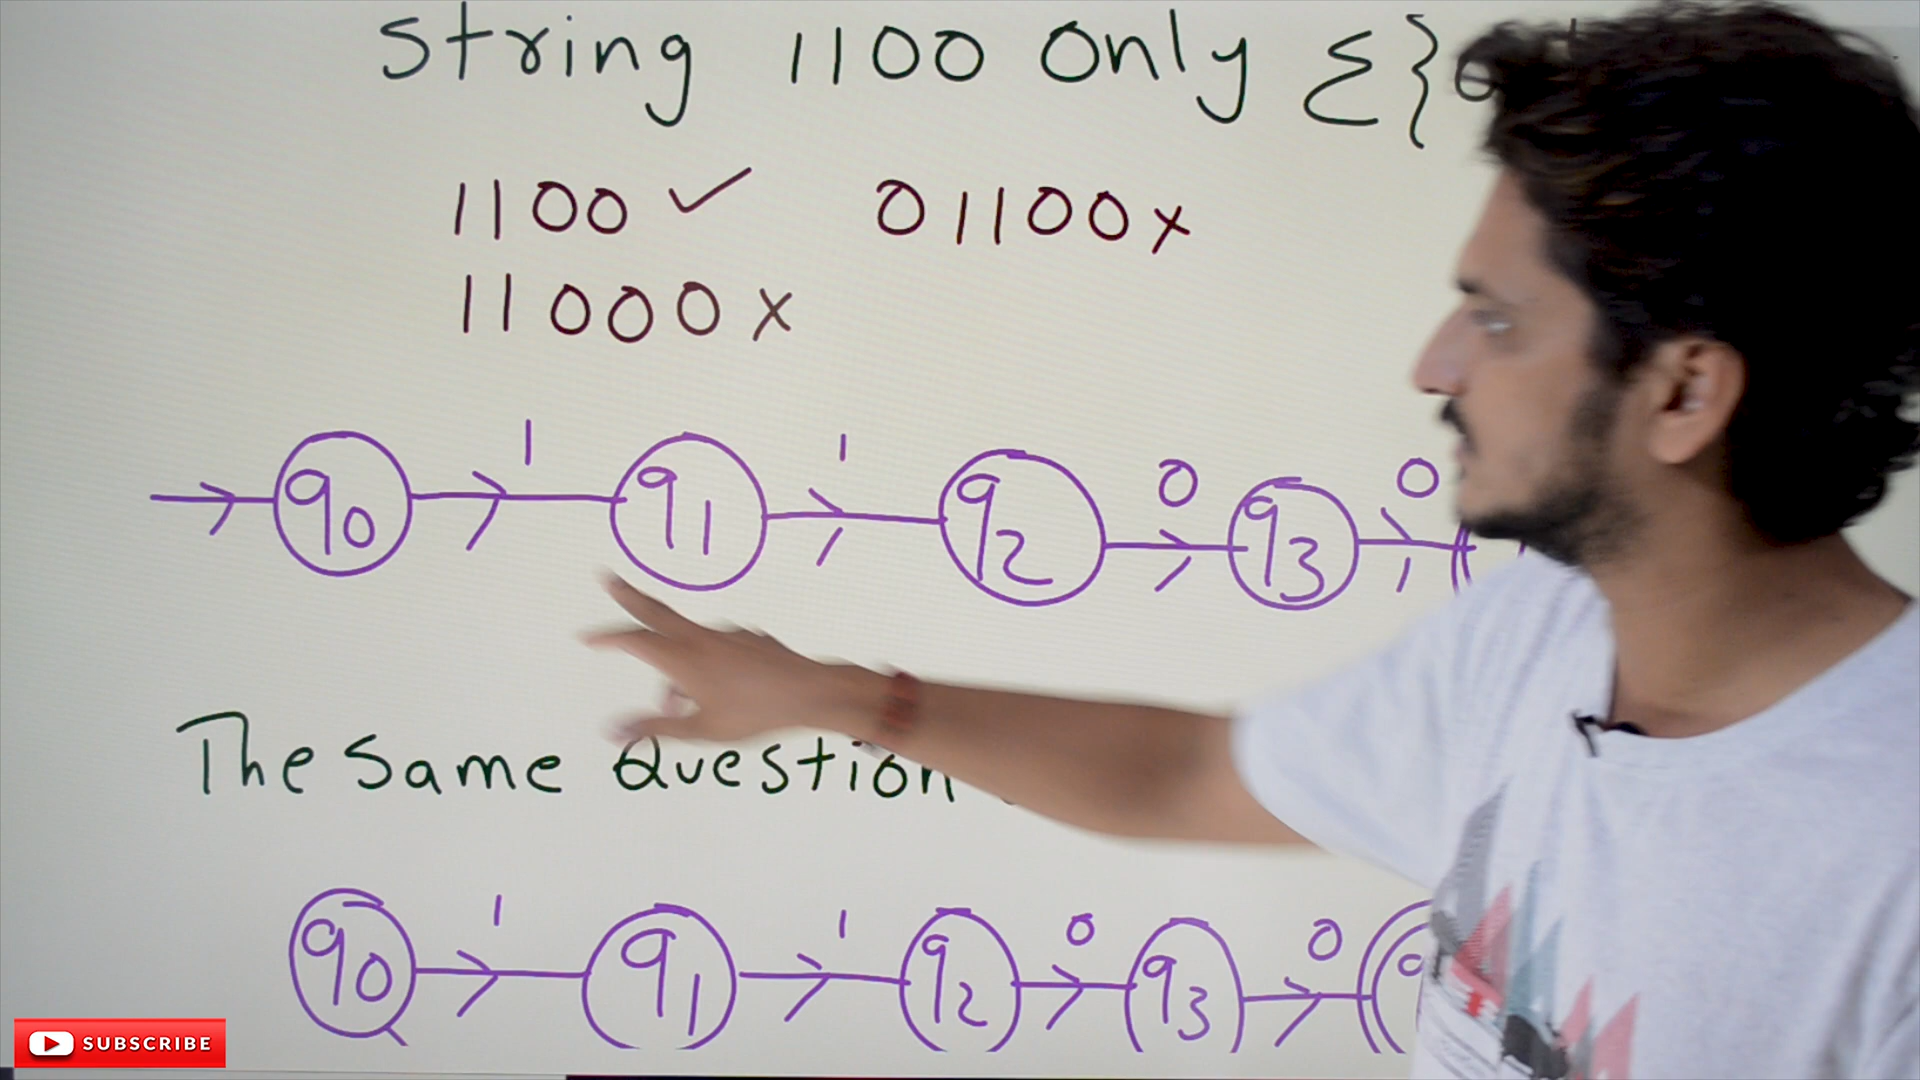 String 1100 Only Σ{
1100 ✓ 01100 x
11000 x
1 1 0 0
q0 q1 q2 q3
The Same Question
1 1 0 0
q0 q1 q2 q3 q
SUBSCRIBE